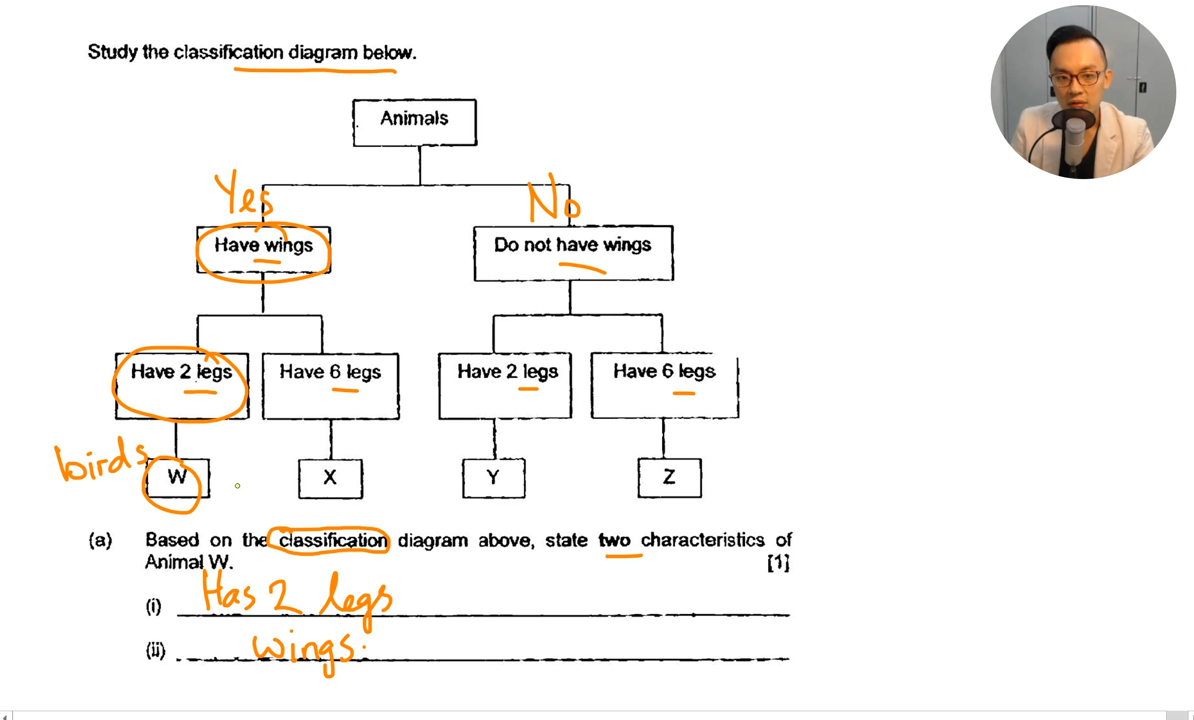 Study the classification diagram below.
Animals
Yes
No
Have wings
Do not have wings
Have 2 legs
Have 6 legs
Have 2 legs
Have 6 legs
birds
W
X
Y
Z
(a) Based on the classification diagram above, state two characteristics of
Animal W. [1]
(i) Has 2 legs
(ii) wings.